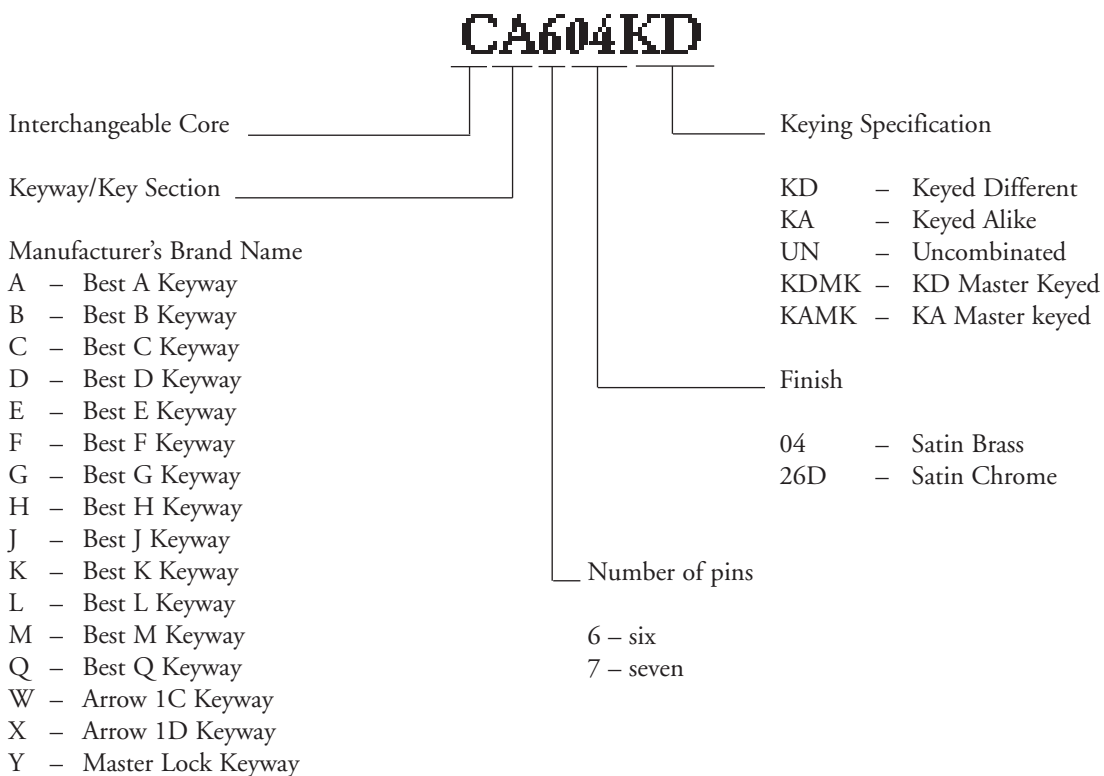 CA604KD
Interchangeable Core
Keyway/Key Section
Manufacturer's Brand Name
A – Best A Keyway
B – Best B Keyway
C – Best C Keyway
D – Best D Keyway
E – Best E Keyway
F – Best F Keyway
G – Best G Keyway
H – Best H Keyway
J – Best J Keyway
K – Best K Keyway
L – Best L Keyway
M – Best M Keyway
Q – Best Q Keyway
W – Arrow 1C Keyway
X – Arrow 1D Keyway
Y – Master Lock Keyway
Number of pins
6 – six
7 – seven
Keying Specification
KD – Keyed Different
KA – Keyed Alike
UN – Uncombinated
KDMK – KD Master Keyed
KAMK – KA Master keyed
Finish
04 – Satin Brass
26D – Satin Chrome